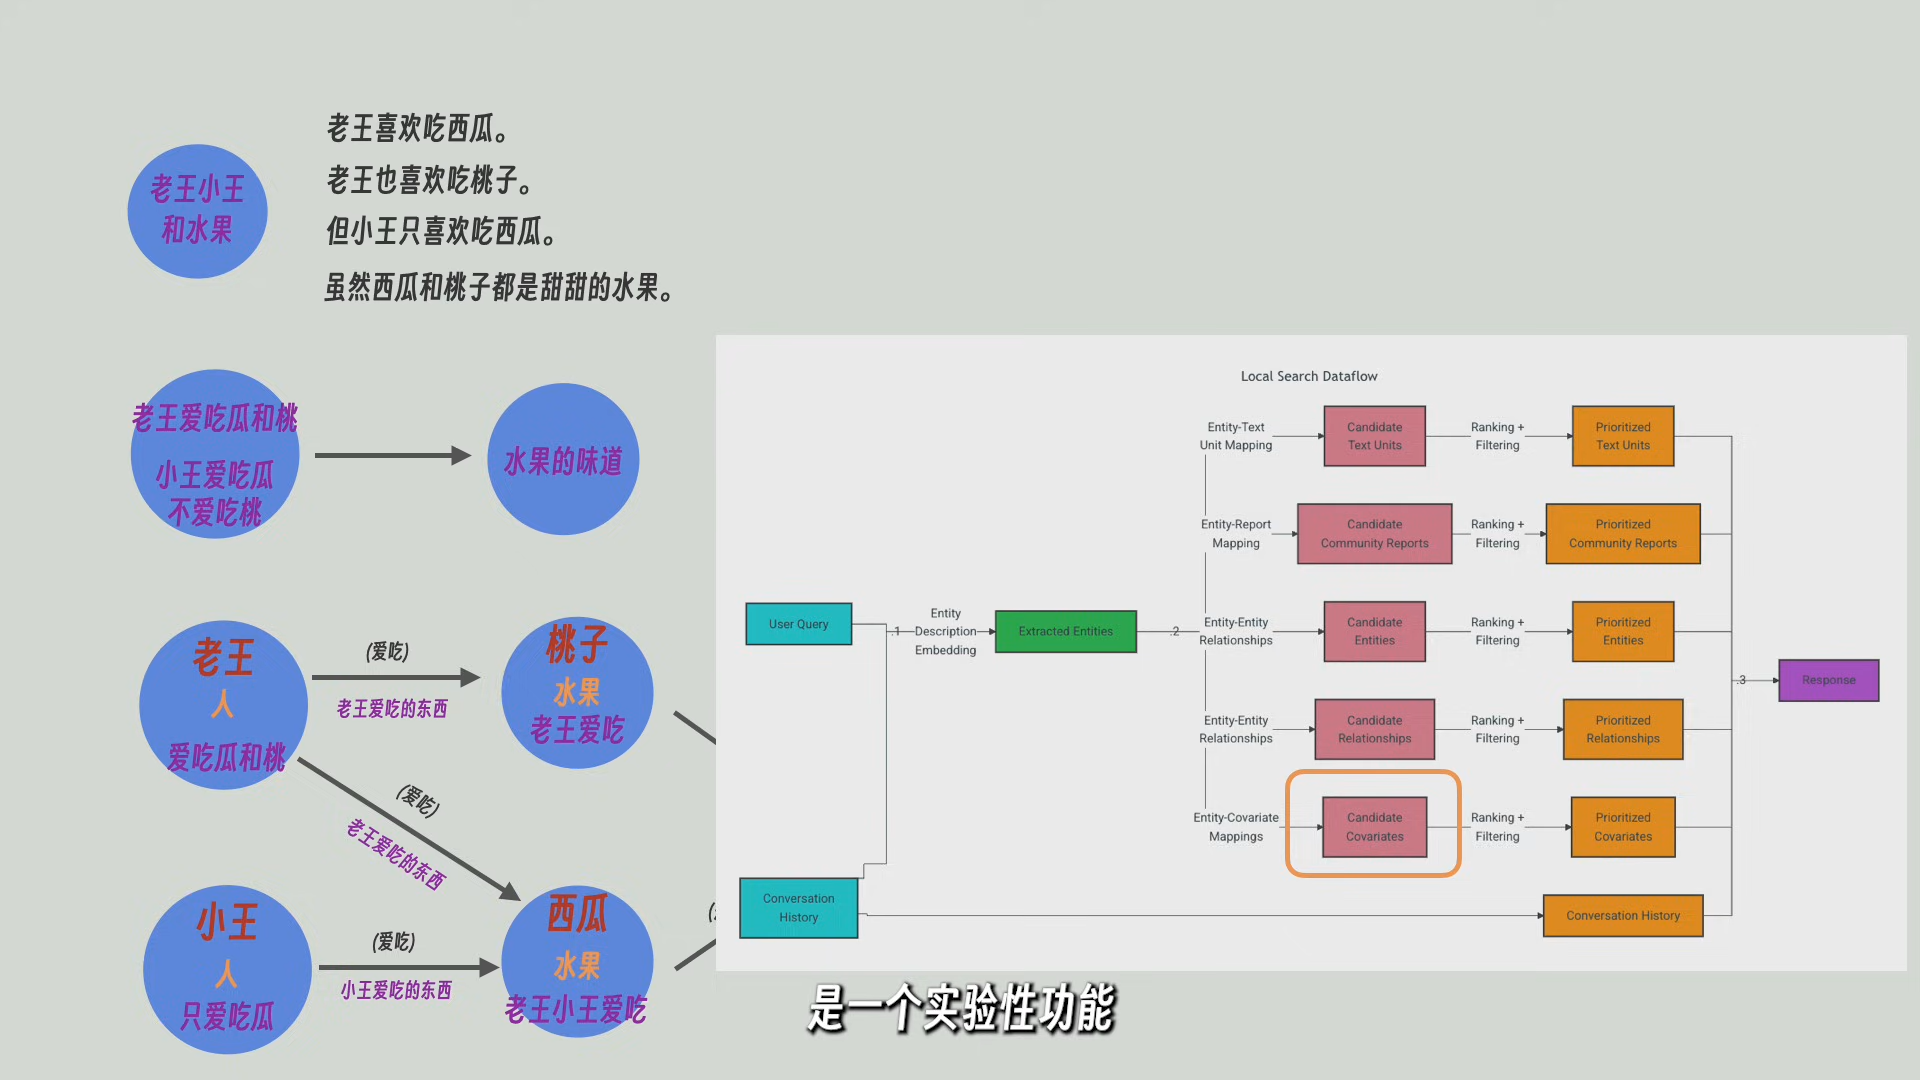 老王喜欢吃西瓜。
老王也喜欢吃桃子。
但小王只喜欢吃西瓜。
虽然西瓜和桃子都是甜甜的水果。
老王小王
和水果
老王爱吃瓜和桃
小王爱吃瓜
不爱吃桃
水果的味道
老王
人
爱吃瓜和桃
(爱吃)
老王爱吃的东西
桃子
水果
老王爱吃
(爱吃)
老王爱吃的东西
小王
人
只爱吃瓜
(爱吃)
小王爱吃的东西
西瓜
水果
老王小王爱吃
Local Search Dataflow
User Query
.1
Entity
Description
Embedding
Extracted Entities
.2
Entity-Text
Unit Mapping
Candidate
Text Units
Ranking +
Filtering
Prioritized
Text Units
Entity-Report
Mapping
Candidate
Community Reports
Ranking +
Filtering
Prioritized
Community Reports
Entity-Entity
Relationships
Candidate
Entities
Ranking +
Filtering
Prioritized
Entities
Entity-Entity
Relationships
Candidate
Relationships
Ranking +
Filtering
Prioritized
Relationships
Entity-Covariate
Mappings
Candidate
Covariates
Ranking +
Filtering
Prioritized
Covariates
Conversation
History
Conversation History
.3
Response
是一个实验性功能